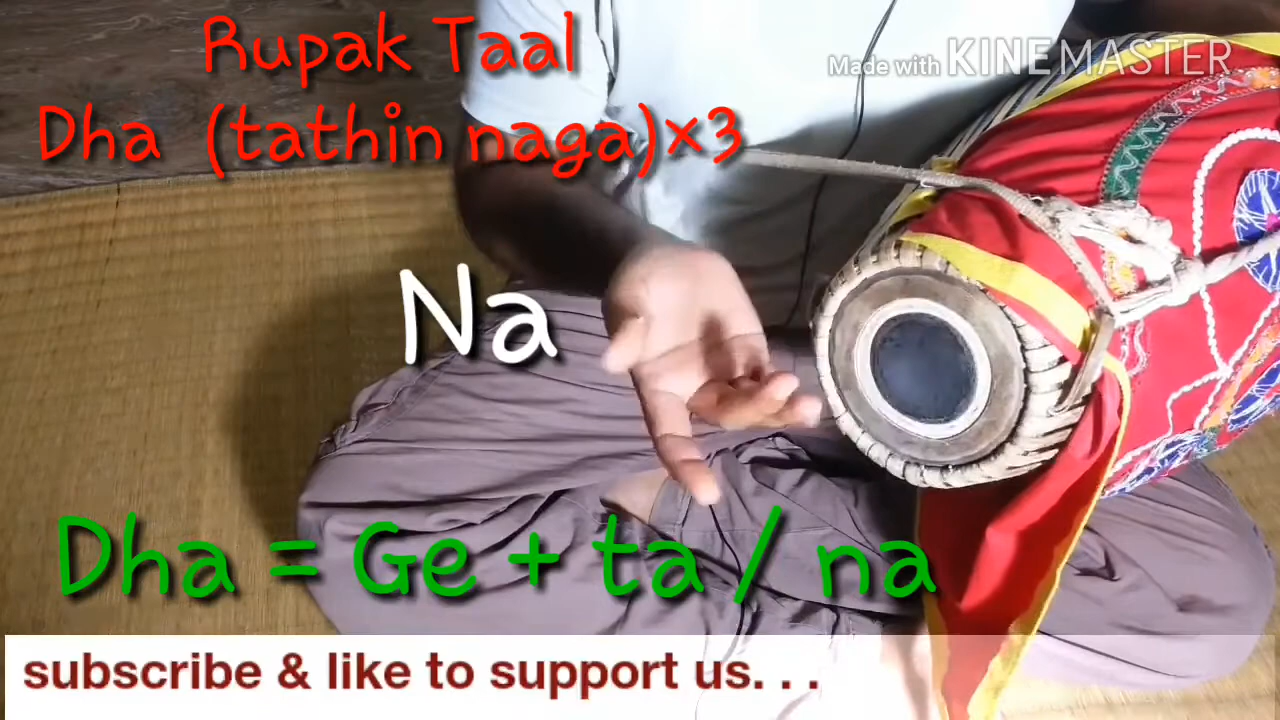 Rupak Taal
Made with KINEMASTER
Dha (tathin naga)×3
Na
Dha = Ge + ta / na
subscribe & like to support us. . .